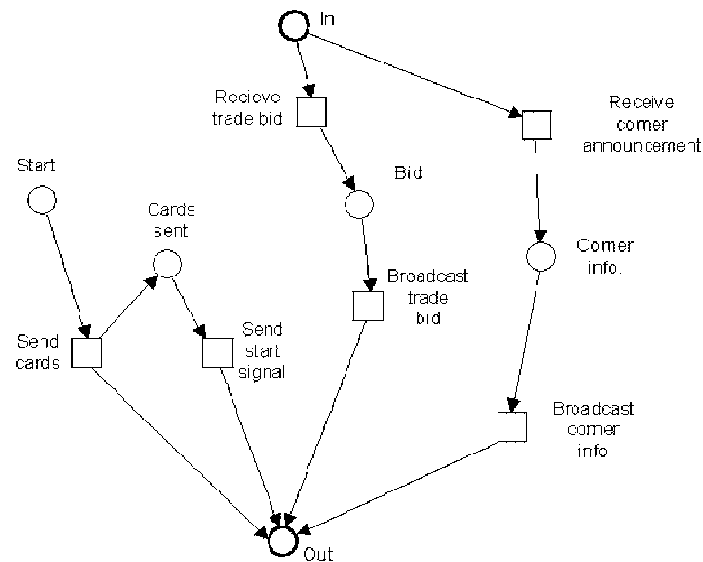 In
Recieve
trade bid
Receive
corner
announcement
Start
Bid
Cards
sent
Corner
info.
Broadcast
trade
bid
Send
cards
Send
start
signal
Broadcast
corner
info
Out